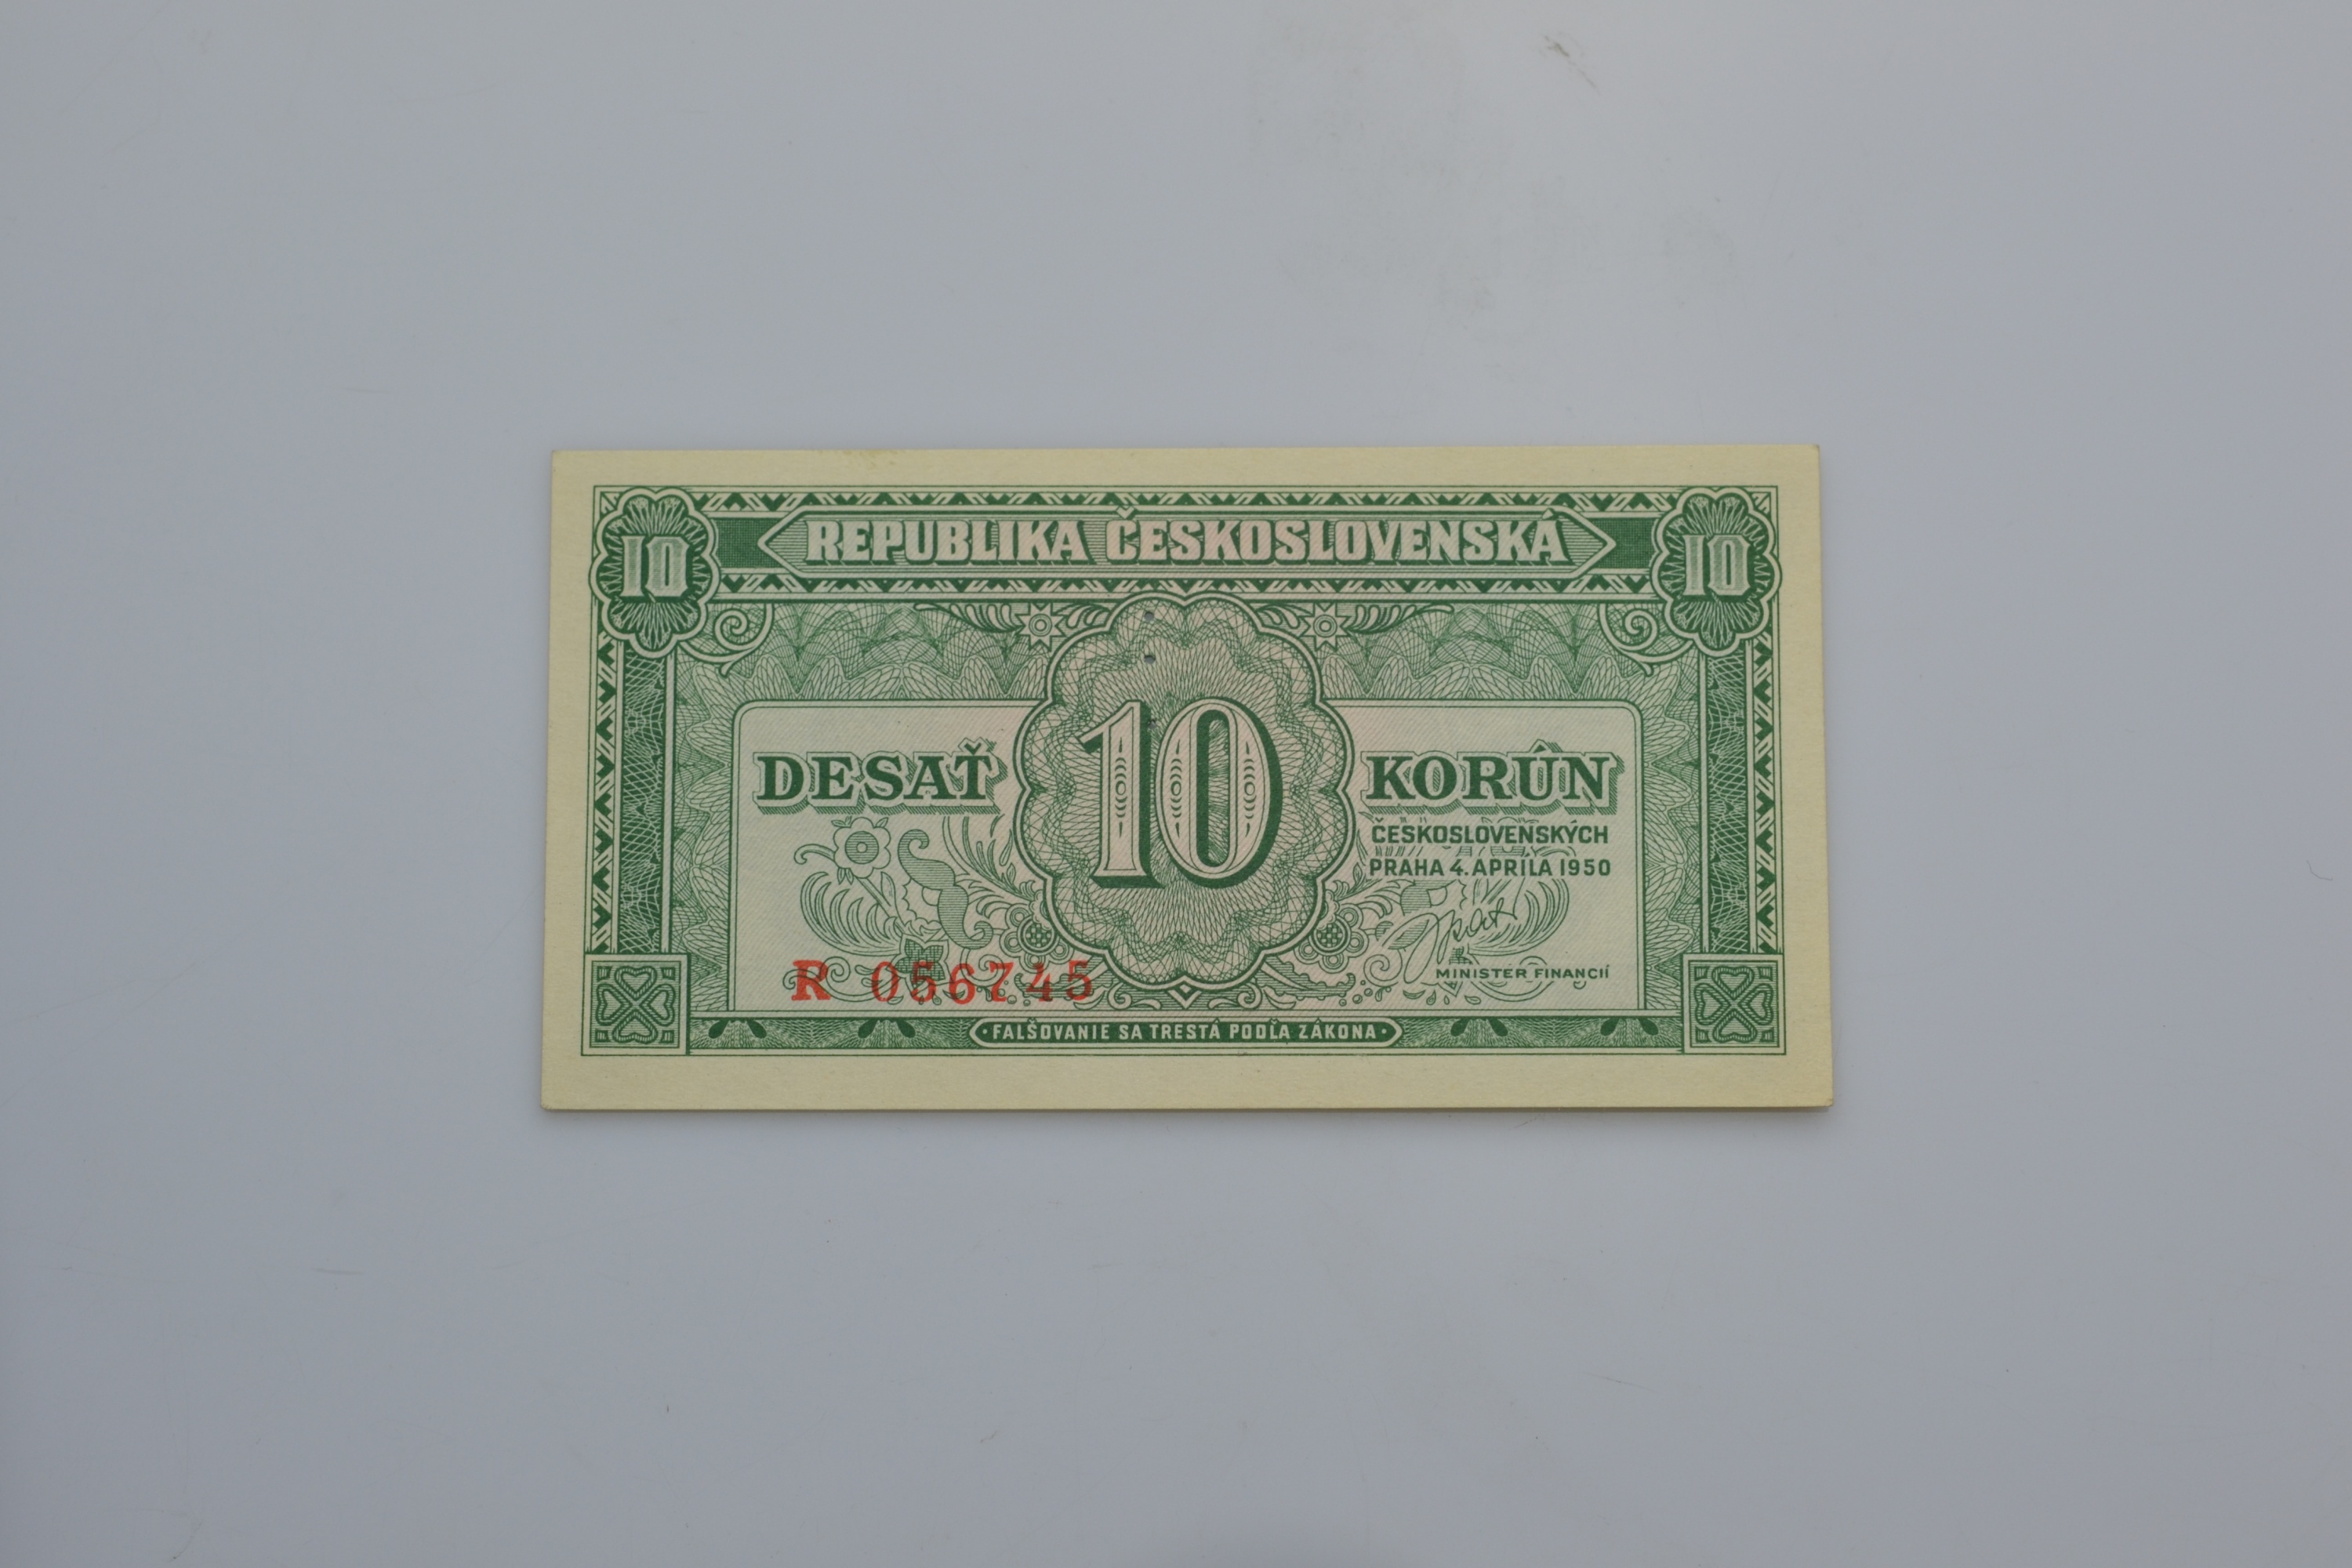 10 REPUBLIKA ČESKOSLOVENSKÁ 10
DESAŤ 10 KORÚN
ČESKOSLOVENSKÝCH
PRAHA 4. APRÍLA 1950
R 056745
MINISTER FINANCIÍ
FALŠOVANIE SA TRESTÁ PODĽA ZÁKONA